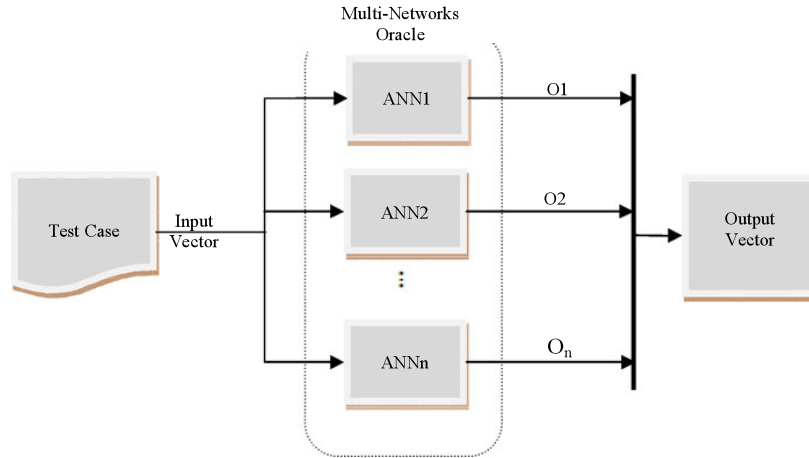 Multi-Networks
Oracle
ANN1
O1
Test Case
Input
Vector
ANN2
O2
Output
Vector
ANNn
On